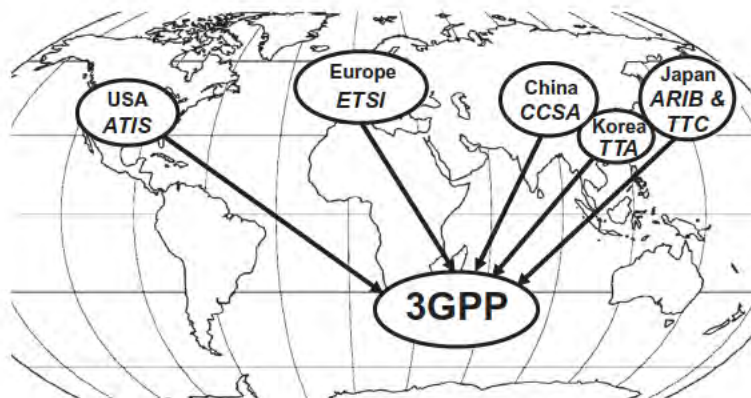 USA
ATIS
Europe
ETSI
China
CCSA
Korea
TTA
Japan
ARIB &
TTC
3GPP